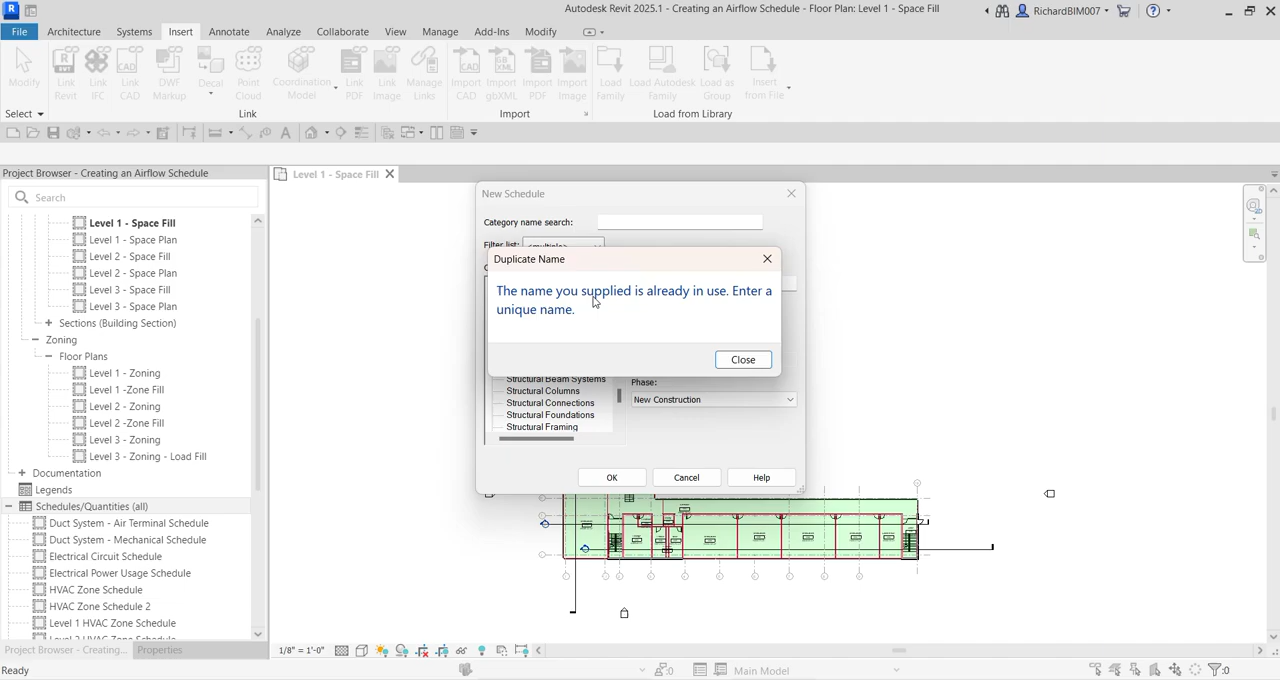 Autodesk Revit 2025.1 - Creating an Airflow Schedule - Floor Plan: Level 1 - Space Fill
RichardBIM007
File Architecture Systems Insert Annotate Analyze Collaborate View Manage Add-Ins Modify
Modify
Link Revit
Link IFC
Link CAD
DWF Markup
Decal
Point Cloud
Coordination Model
Link PDF
Link Image
Manage Links
Import CAD
Import gbXML
Import PDF
Import Image
Load Family
Load Autodesk Family
Load as Group
Insert from File
Select Link Import Load from Library
Project Browser - Creating an Airflow Schedule
Level 1 - Space Fill
Search
Level 1 - Space Fill
Level 1 - Space Plan
Level 2 - Space Fill
Level 2 - Space Plan
Level 3 - Space Fill
Level 3 - Space Plan
Sections (Building Section)
Zoning
Floor Plans
Level 1 - Zoning
Level 1 -Zone Fill
Level 2 - Zoning
Level 2 -Zone Fill
Level 3 - Zoning
Level 3 - Zoning - Load Fill
Documentation
Legends
Schedules/Quantities (all)
Duct System - Air Terminal Schedule
Duct System - Mechanical Schedule
Electrical Circuit Schedule
Electrical Power Usage Schedule
HVAC Zone Schedule
HVAC Zone Schedule 2
Level 1 HVAC Zone Schedule
Level 2 HVAC Zone Schedule
Project Browser - Creating... Properties
New Schedule
Category name search:
Filter list: <multiple>
Duplicate Name
The name you supplied is already in use. Enter a
unique name.
Close
Structural Beam Systems
Structural Columns
Structural Connections
Structural Foundations
Structural Framing
Phase:
New Construction
OK Cancel Help
1/8" = 1'-0"
Ready
:0
Main Model
:0